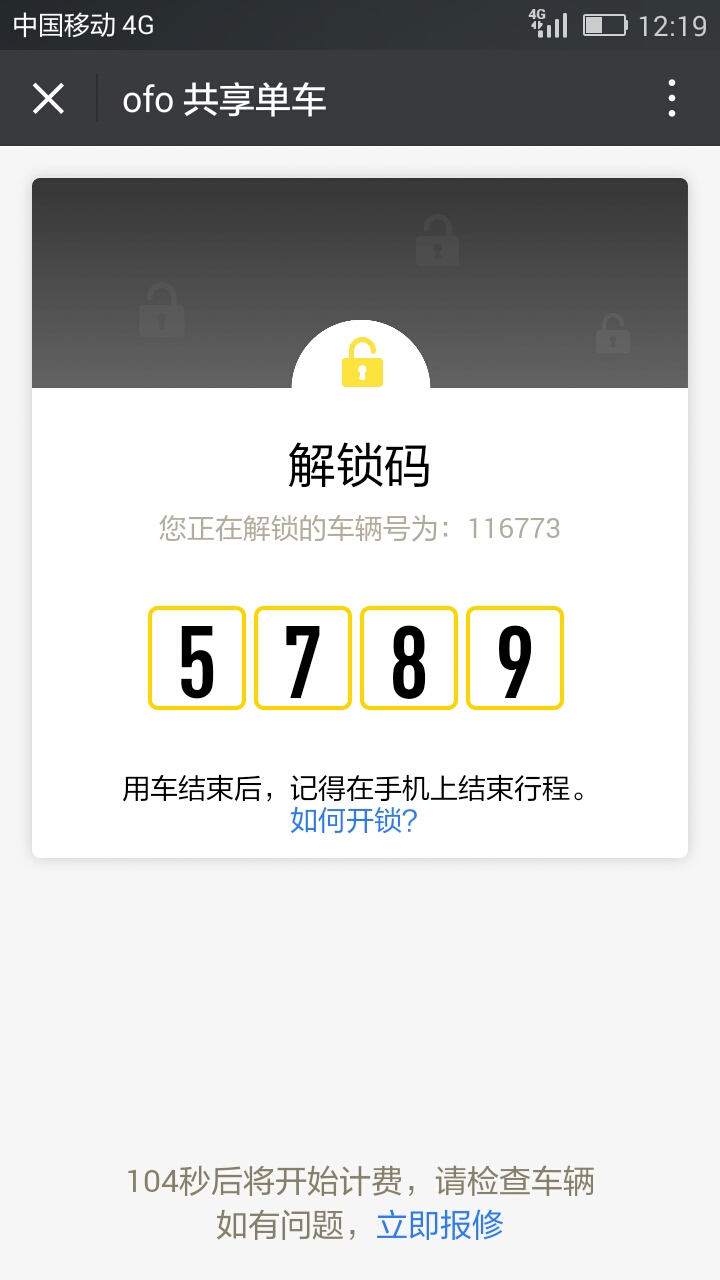 中国移动 4G
4G
12:19
ofo 共享单车
解锁码
您正在解锁的车辆号为：116773
5 7 8 9
用车结束后，记得在手机上结束行程。
如何开锁?
104秒后将开始计费，请检查车辆
如有问题，立即报修